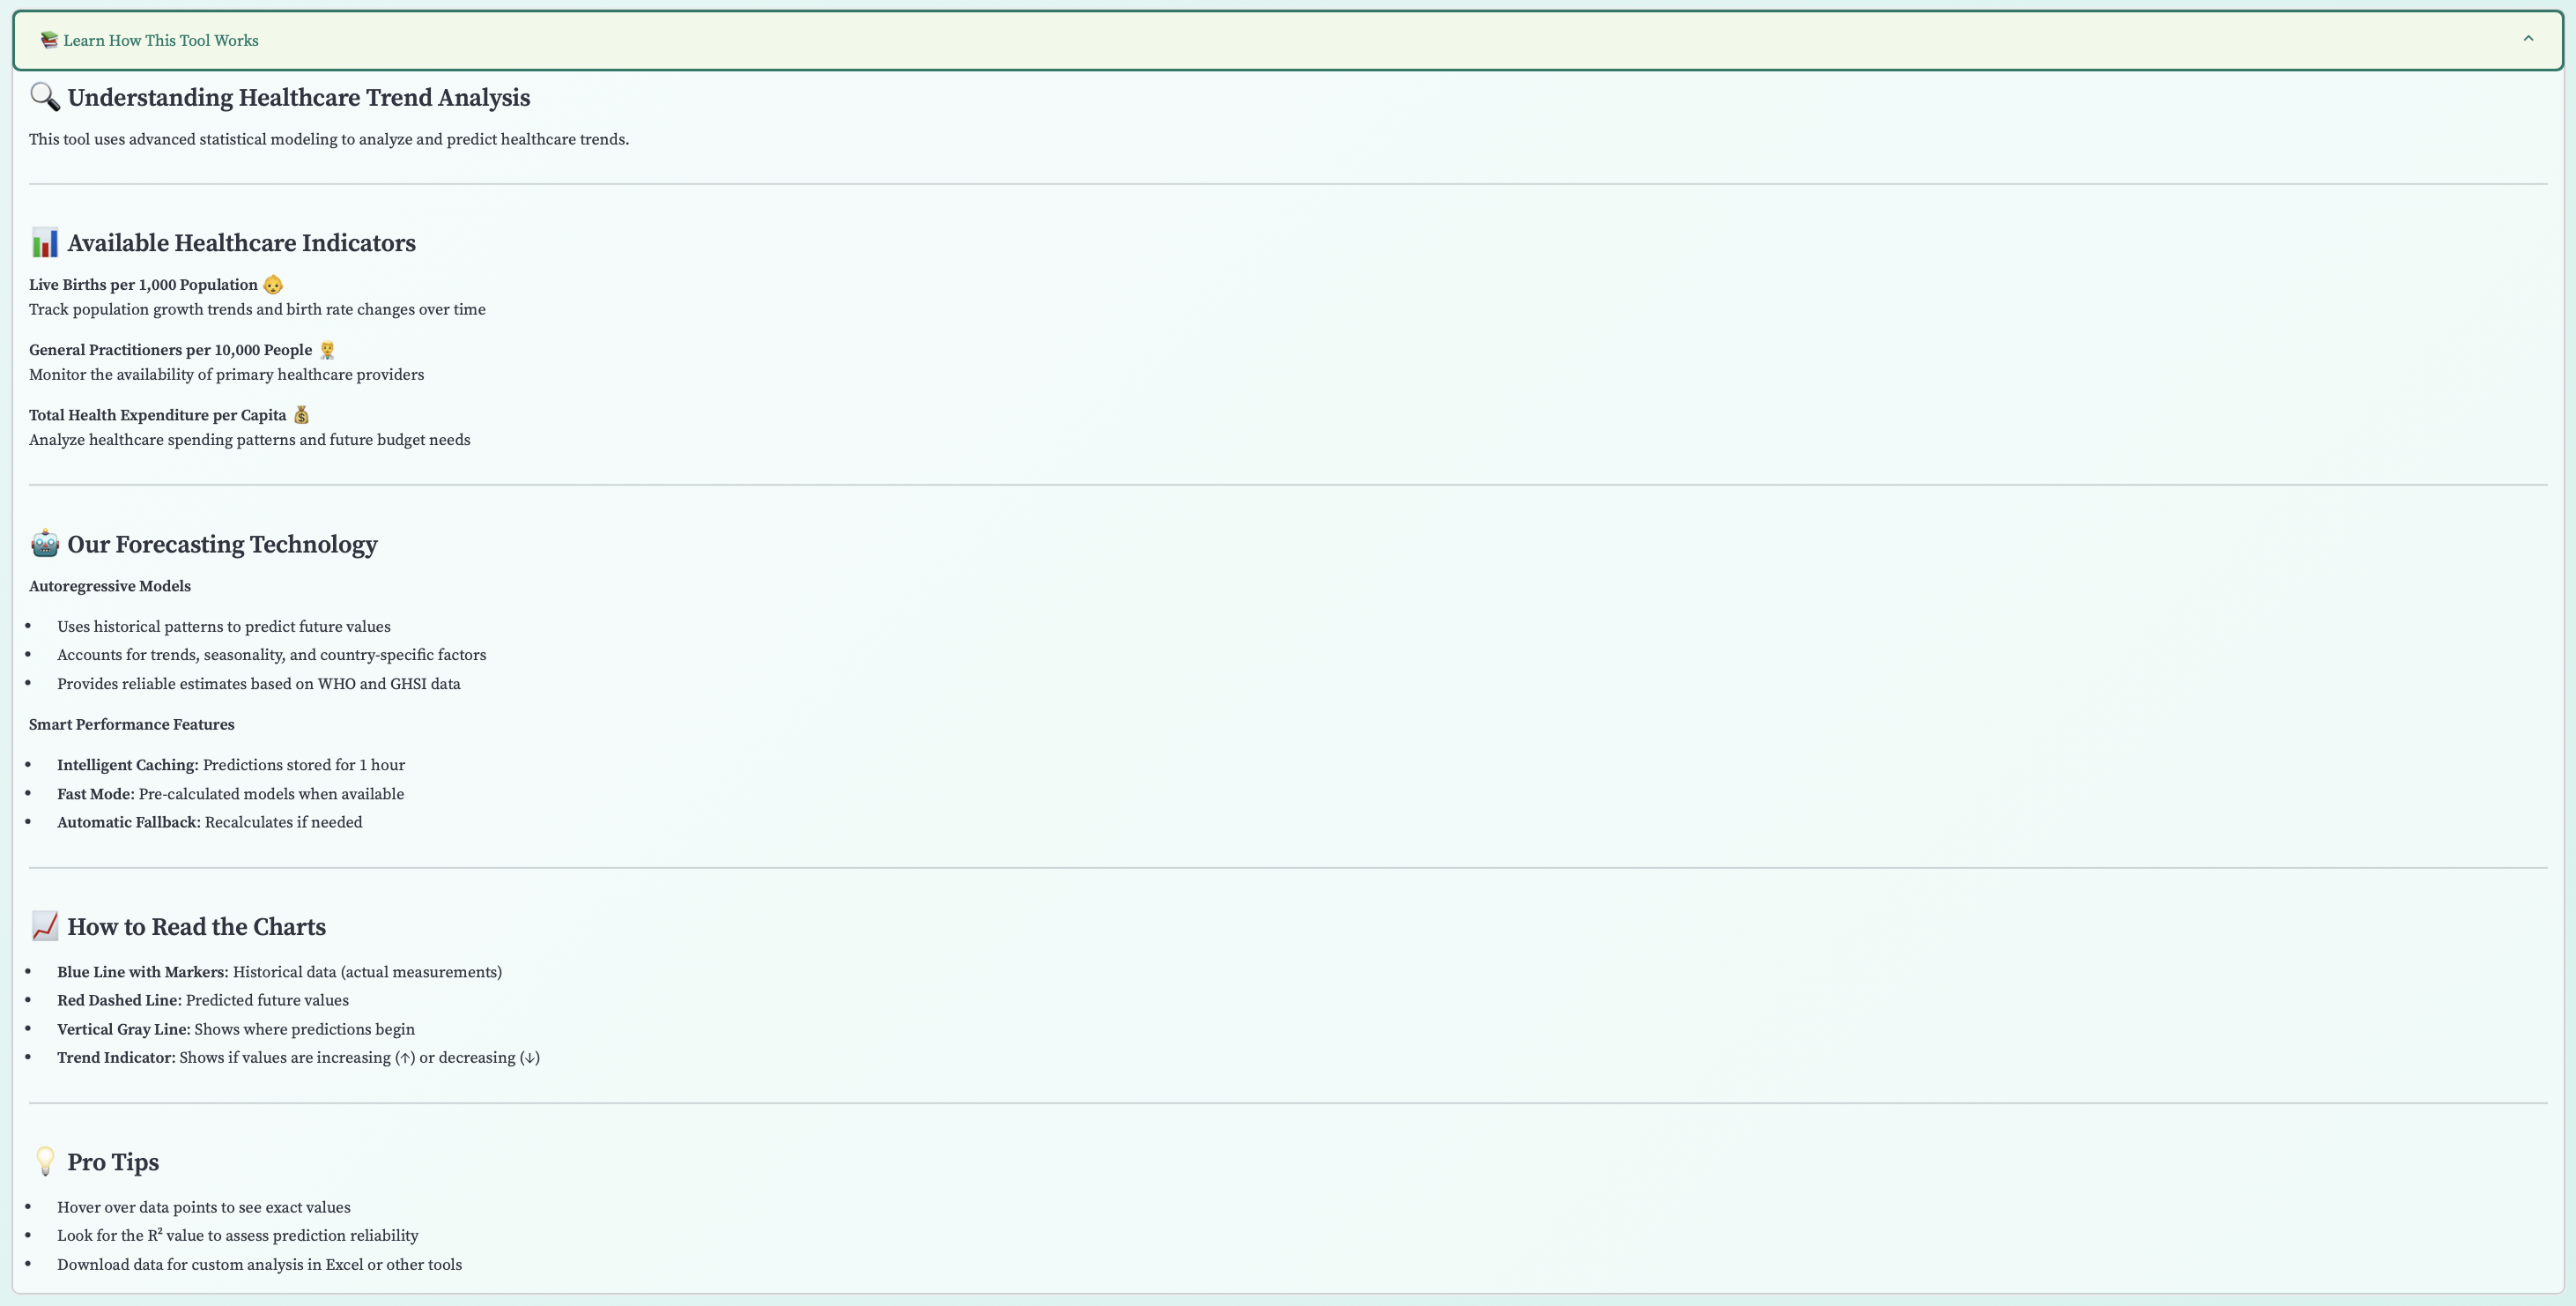 📚 Learn How This Tool Works
🔍 Understanding Healthcare Trend Analysis
This tool uses advanced statistical modeling to analyze and predict healthcare trends.
📊 Available Healthcare Indicators
Live Births per 1,000 Population 👶
Track population growth trends and birth rate changes over time
General Practitioners per 10,000 People 👨‍⚕️
Monitor the availability of primary healthcare providers
Total Health Expenditure per Capita 💰
Analyze healthcare spending patterns and future budget needs
🤖 Our Forecasting Technology
Autoregressive Models
• Uses historical patterns to predict future values
• Accounts for trends, seasonality, and country-specific factors
• Provides reliable estimates based on WHO and GHSI data
Smart Performance Features
• Intelligent Caching: Predictions stored for 1 hour
• Fast Mode: Pre-calculated models when available
• Automatic Fallback: Recalculates if needed
📈 How to Read the Charts
• Blue Line with Markers: Historical data (actual measurements)
• Red Dashed Line: Predicted future values
• Vertical Gray Line: Shows where predictions begin
• Trend Indicator: Shows if values are increasing (↑) or decreasing (↓)
💡 Pro Tips
• Hover over data points to see exact values
• Look for the R² value to assess prediction reliability
• Download data for custom analysis in Excel or other tools